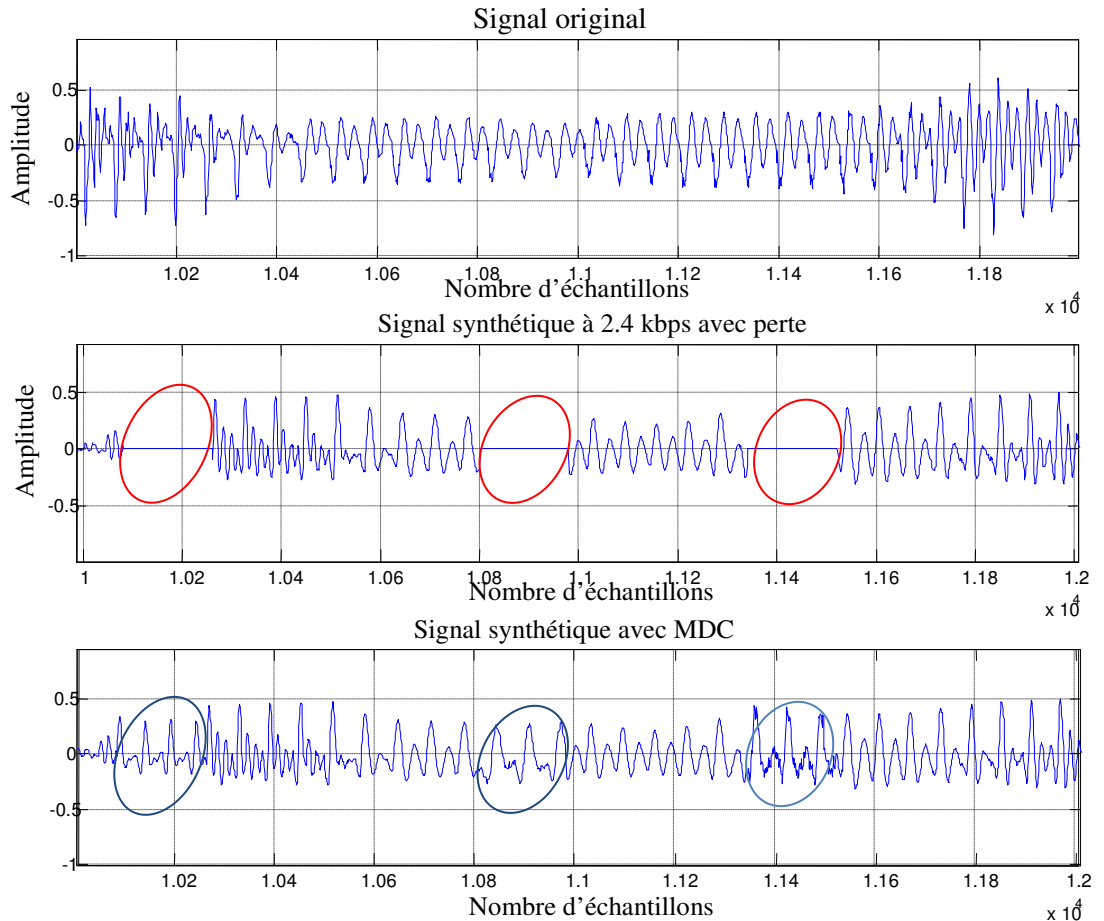 Signal original
Amplitude
0.5
0
-0.5
-1
1.02 1.04 1.06 1.08 1.1 1.12 1.14 1.16 1.18
Nombre d'échantillons
x 10 4
Signal synthétique à 2.4 kbps avec perte
Amplitude
0.5
0
-0.5
1 1.02 1.04 1.06 1.08 1.1 1.12 1.14 1.16 1.18 1.2
Nombre d'échantillons
x 10 4
Signal synthétique avec MDC
Amplitude
0.5
0
-0.5
-1
1.02 1.04 1.06 1.08 1.1 1.12 1.14 1.16 1.18 1.2
Nombre d'échantillons
x 10 4